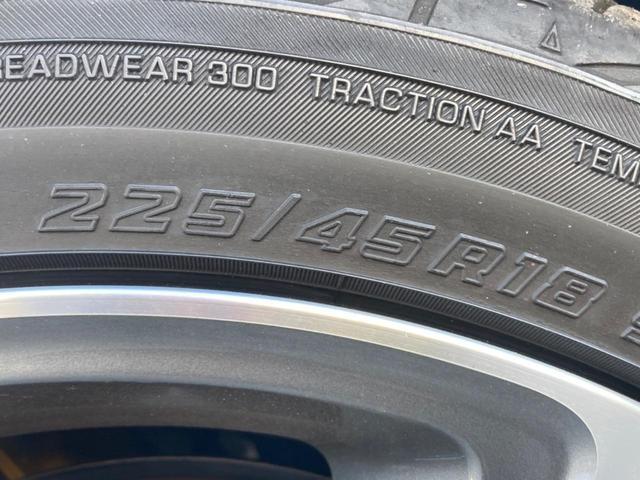 READWEAR 300 TRACTION AA TEM
225/45R18